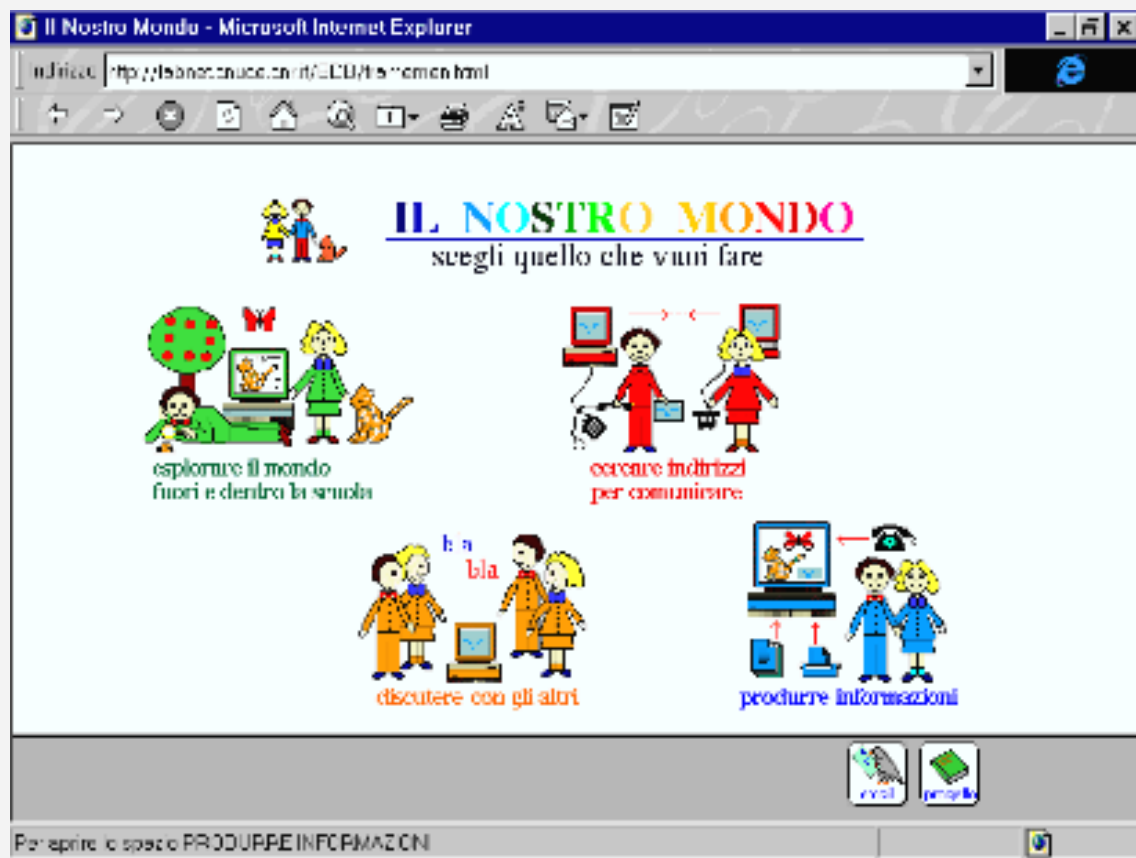 Il Nostro Mondo - Microsoft Internet Explorer
Indirizzo
IL NOSTRO MONDO
scegli quello che vuoi fare
esplorare il mondo
fuori e dentro la scuola
cercare indirizzi
per comunicare
bla
bla
discutere con gli altri
produrre informazioni
email
progetto
Per aprire lo spazio PRODURRE INFORMAZIONI